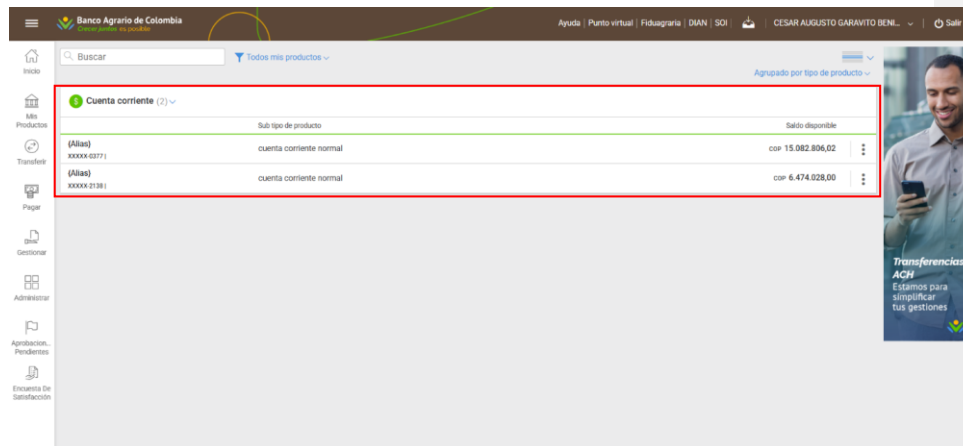 Banco Agrario de Colombia
Crecer juntos es posible
Ayuda | Punto virtual | Fiduagraria | DIAN | SOI |
CESAR AUGUSTO GARAVITO BENI...
Salir
Inicio
Mis
Productos
Transferir
Pagar
Gestionar
Administrar
Aprobacion...
Pendientes
Encuesta De
Satisfacción
Buscar
Todos mis productos
Agrupado por tipo de producto
$ Cuenta corriente (2)
Sub tipo de producto
Saldo disponible
(Alias)
XXXXX-0377 |
cuenta corriente normal
COP 15.082.806,02
(Alias)
XXXXX-2138 |
cuenta corriente normal
COP 6.474.028,00
Transferencias
ACH
Estamos para
simplificar
tus gestiones